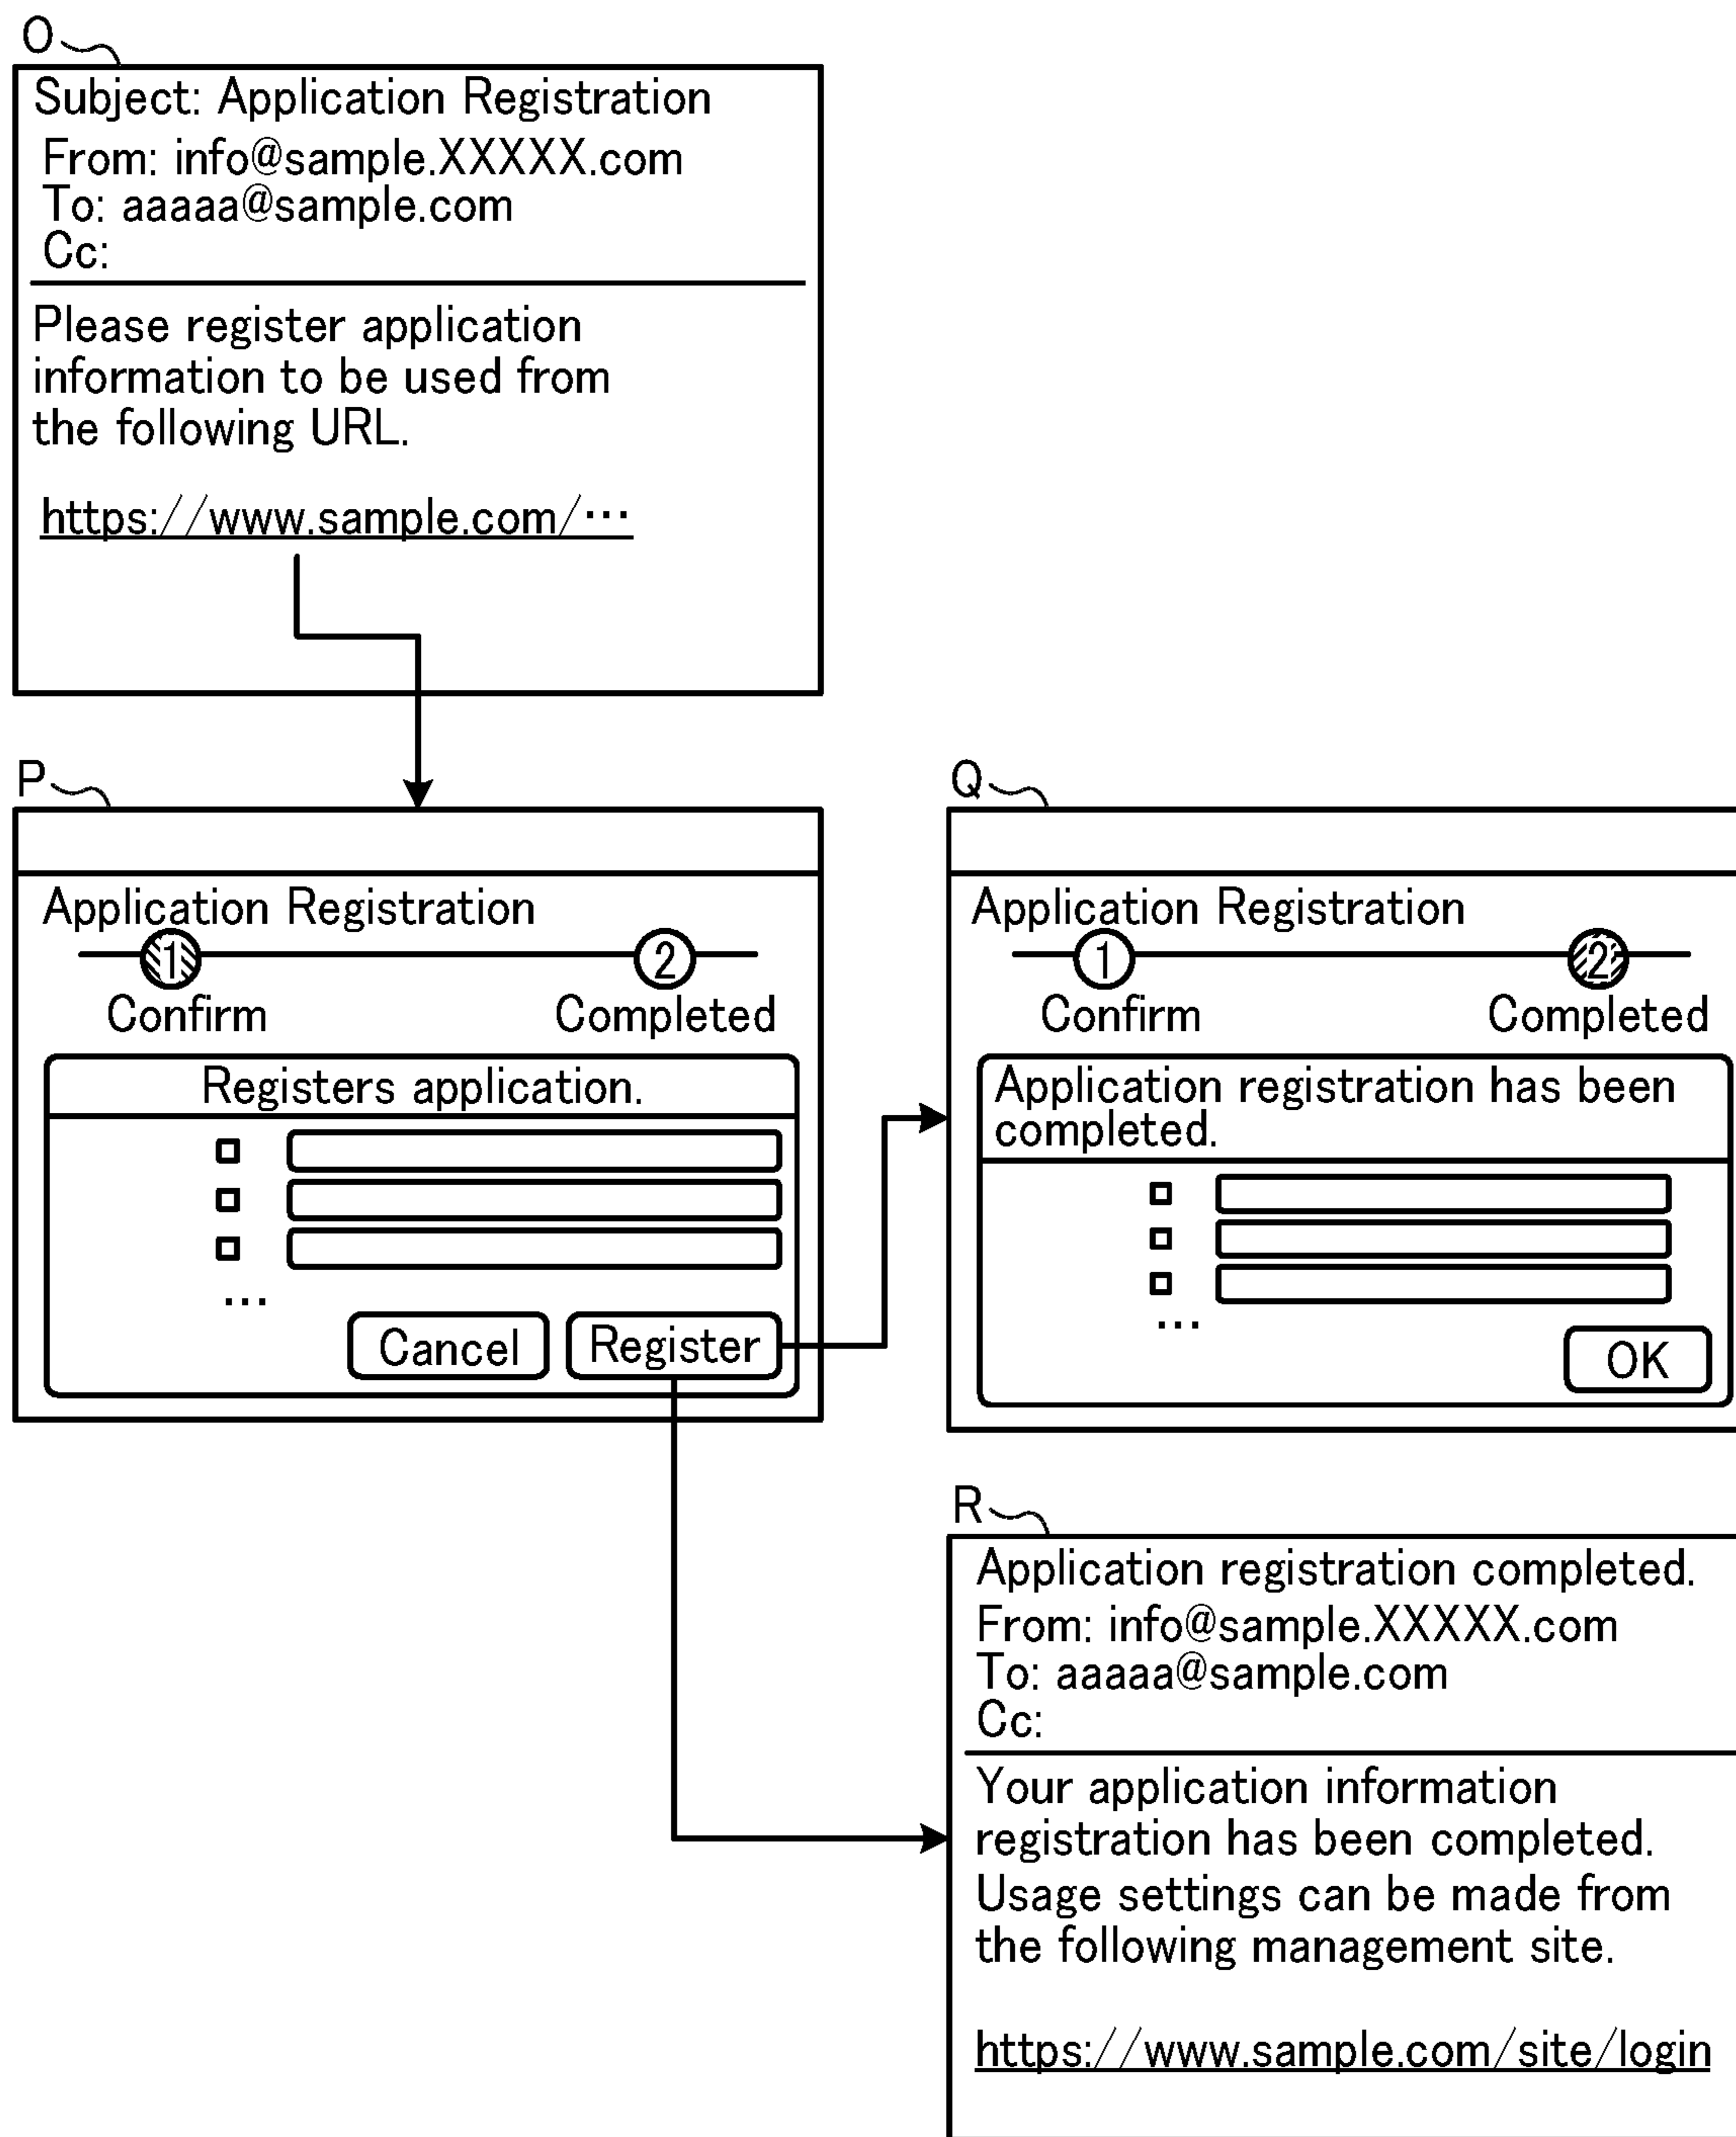 O
Subject: Application Registration
From: info@sample.XXXXX.com
To: aaaaa@sample.com
Cc:
Please register application
information to be used from
the following URL.
https://www.sample.com/…
P
Application Registration
1
2
Confirm
Completed
Registers application.
…
Cancel
Register
Q
Application Registration
1
2
Confirm
Completed
Application registration has been
completed.
…
OK
R
Application registration completed.
From: info@sample.XXXXX.com
To: aaaaa@sample.com
Cc:
Your application information
registration has been completed.
Usage settings can be made from
the following management site.
https://www.sample.com/site/login